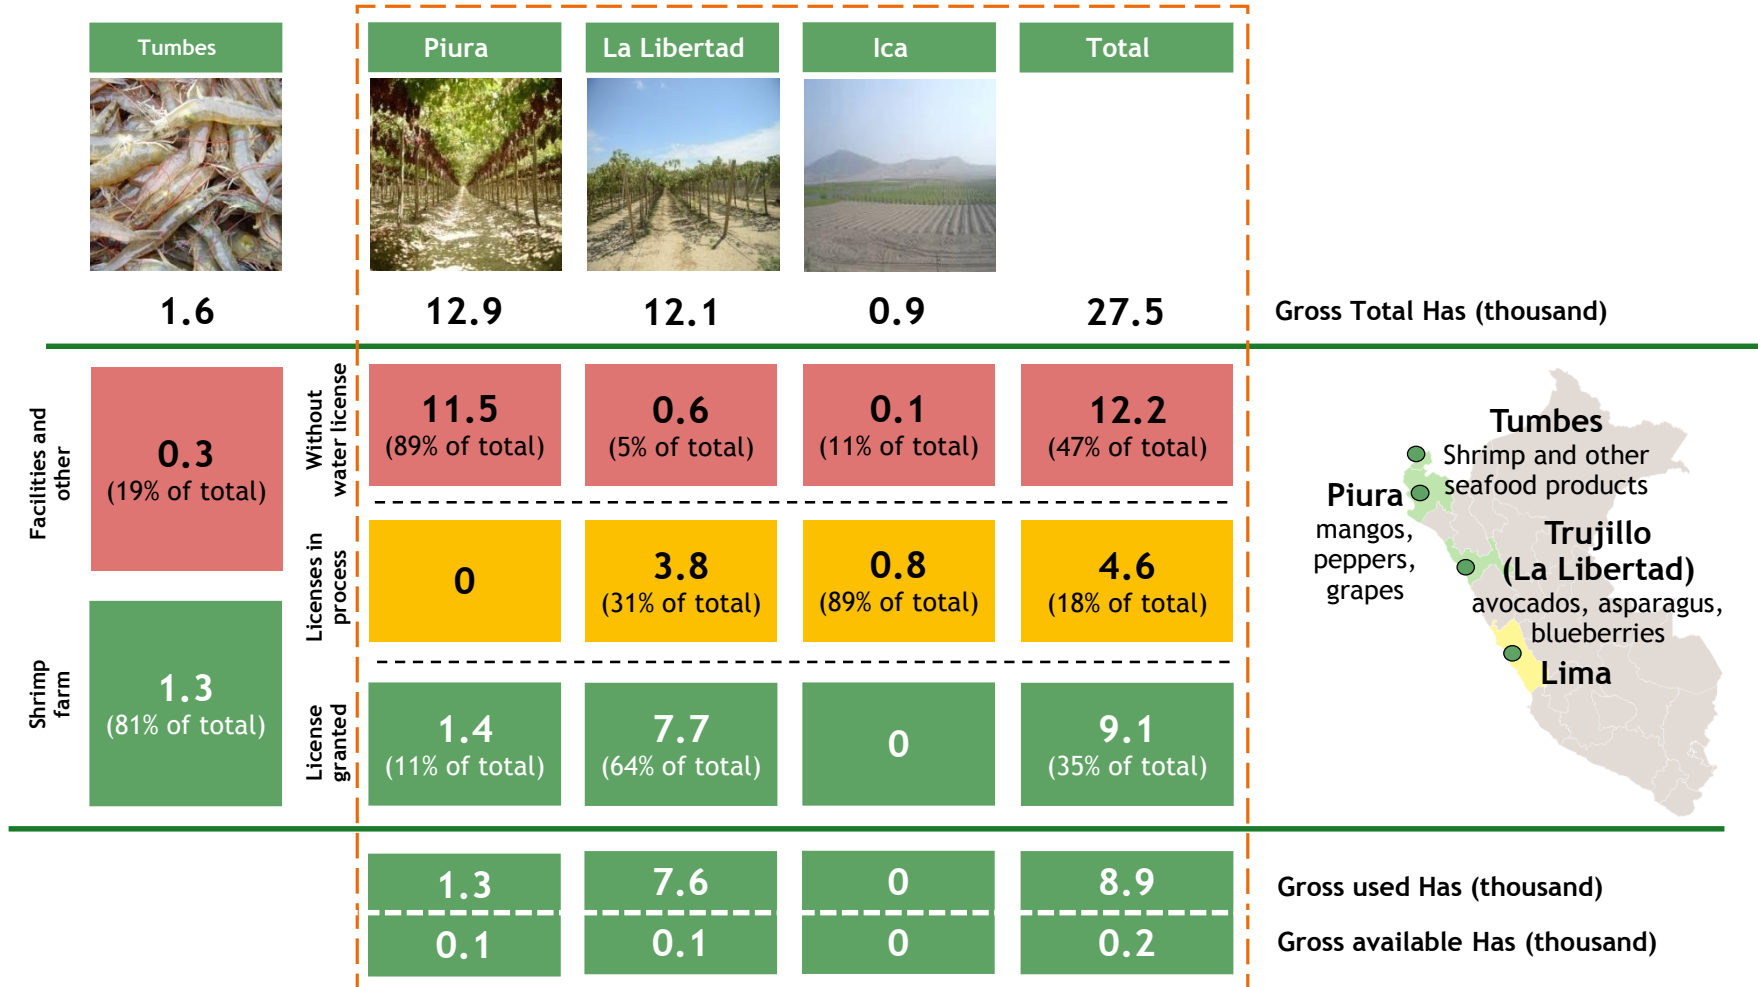 Tumbes
Piura
La Libertad
Ica
Total
1.6
12.9
12.1
0.9
27.5
Gross Total Has (thousand)
Facilities and
other
0.3
(19% of total)
Shrimp
farm
1.3
(81% of total)
Without
water license
11.5
(89% of total)
0.6
(5% of total)
0.1
(11% of total)
12.2
(47% of total)
Licenses in
process
0
3.8
(31% of total)
0.8
(89% of total)
4.6
(18% of total)
License
granted
1.4
(11% of total)
7.7
(64% of total)
0
9.1
(35% of total)
Tumbes
Shrimp and other
seafood products
Piura
mangos,
peppers,
grapes
Trujillo
(La Libertad)
avocados, asparagus,
blueberries
Lima
1.3
7.6
0
8.9
Gross used Has (thousand)
0.1
0.1
0
0.2
Gross available Has (thousand)